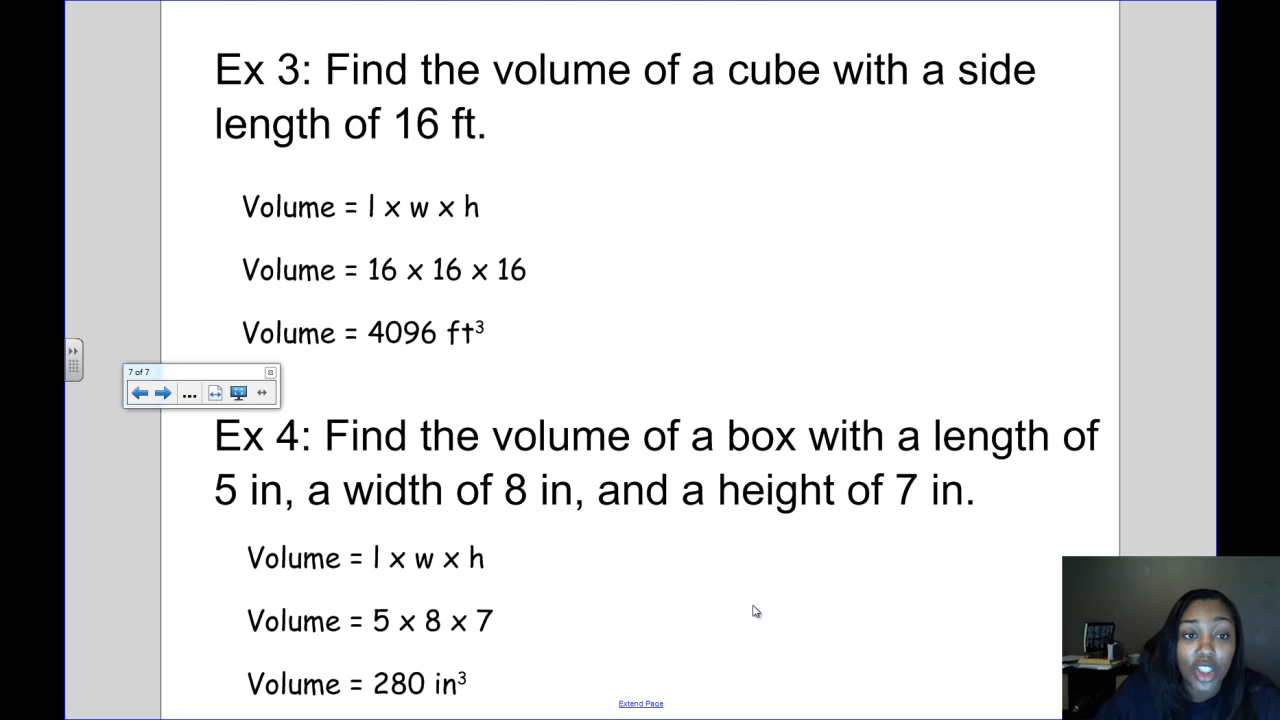 Ex 3: Find the volume of a cube with a side
length of 16 ft.
Volume = l x w x h
Volume = 16 x 16 x 16
Volume = 4096 ft³
7 of 7
...
Ex 4: Find the volume of a box with a length of
5 in, a width of 8 in, and a height of 7 in.
Volume = l x w x h
Volume = 5 x 8 x 7
Volume = 280 in³
Extend Page